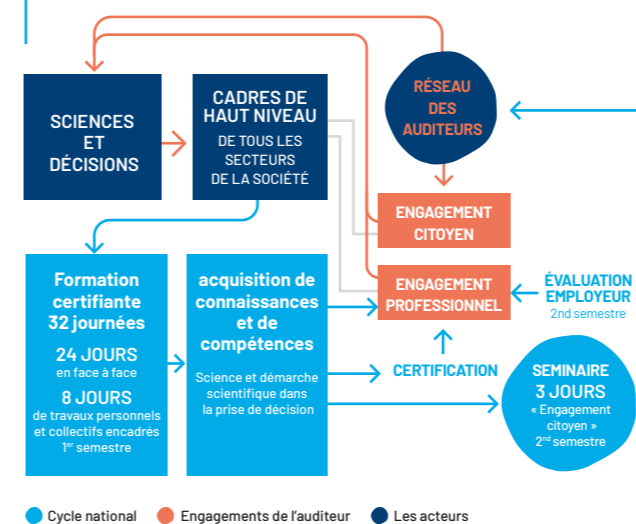 SCIENCES
ET
DÉCISIONS
CADRES DE
HAUT NIVEAU
DE TOUS LES
SECTEURS
DE LA SOCIÉTÉ
RÉSEAU
DES
AUDITEURS
ENGAGEMENT
CITOYEN
ENGAGEMENT
PROFESSIONNEL
ÉVALUATION
EMPLOYEUR
2nd semestre
Formation
certifiante
32 journées
24 JOURS
en face à face
8 JOURS
de travaux personnels
et collectifs encadrés
1er semestre
acquisition de
connaissances
et de
compétences
Science et démarche
scientifique dans
la prise de décision
CERTIFICATION
SEMINAIRE
3 JOURS
« Engagement
citoyen »
2nd semestre
Cycle national
Engagements de l'auditeur
Les acteurs